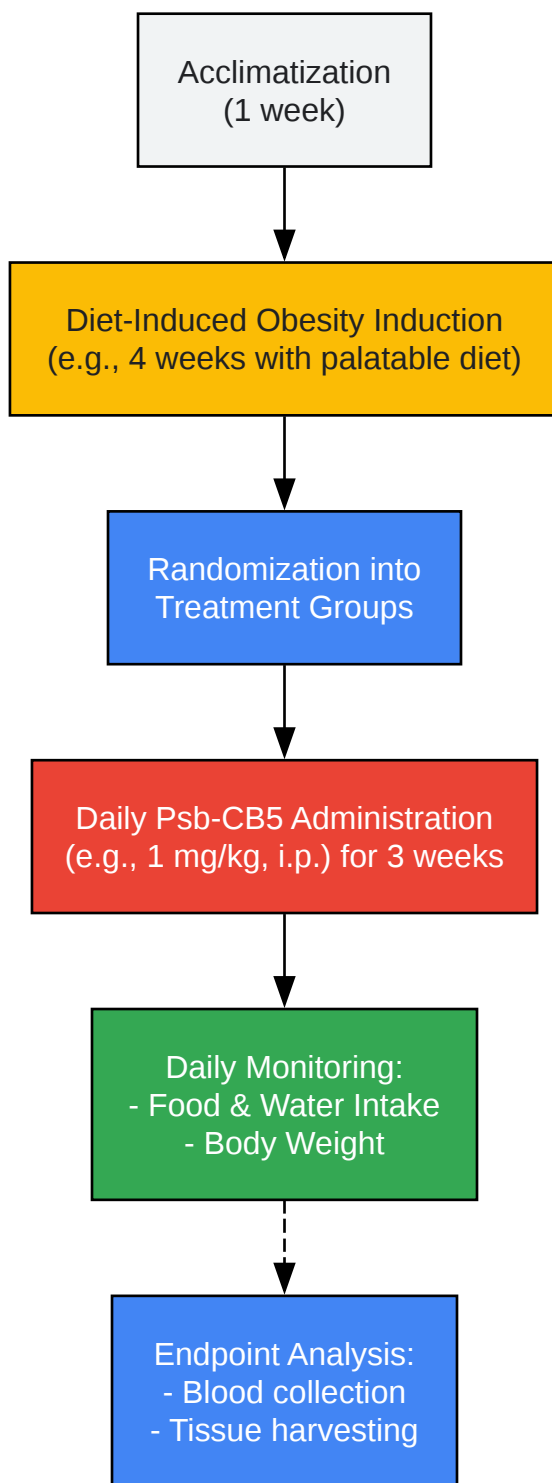 Acclimatization
(1 week)
Diet-Induced Obesity Induction
(e.g., 4 weeks with palatable diet)
Randomization into
Treatment Groups
Daily Psb-CB5 Administration
(e.g., 1 mg/kg, i.p.) for 3 weeks
Daily Monitoring:
- Food & Water Intake
- Body Weight
Endpoint Analysis:
- Blood collection
- Tissue harvesting